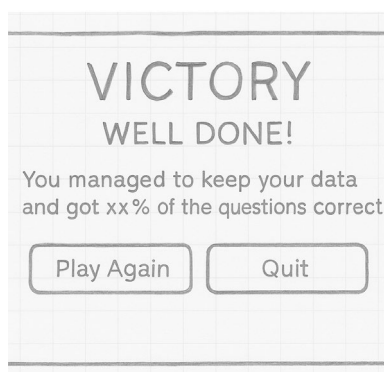 VICTORY
WELL DONE!
You managed to keep your data
and got xx% of the questions correct
Play Again
Quit